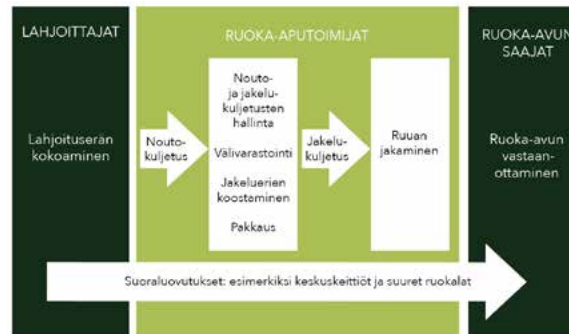 LAHJOITTAJAT
Lahjoituserän
kokoaminen
RUOKA-APUTOIMIJAT
Nouto-
kuljetus
Nouto-
ja jakelu-
kuljetusten
hallinta
Välivarastointi
Jakeluerien
koostaminen
Pakkaus
Jakelu-
kuljetus
Ruuan
jakaminen
RUOKA-AVUN
SAAJAT
Ruoka-avun
vastaan-
ottaminen
Suoraluovutukset: esimerkiksi keskuskeittiöt ja suuret ruokalat